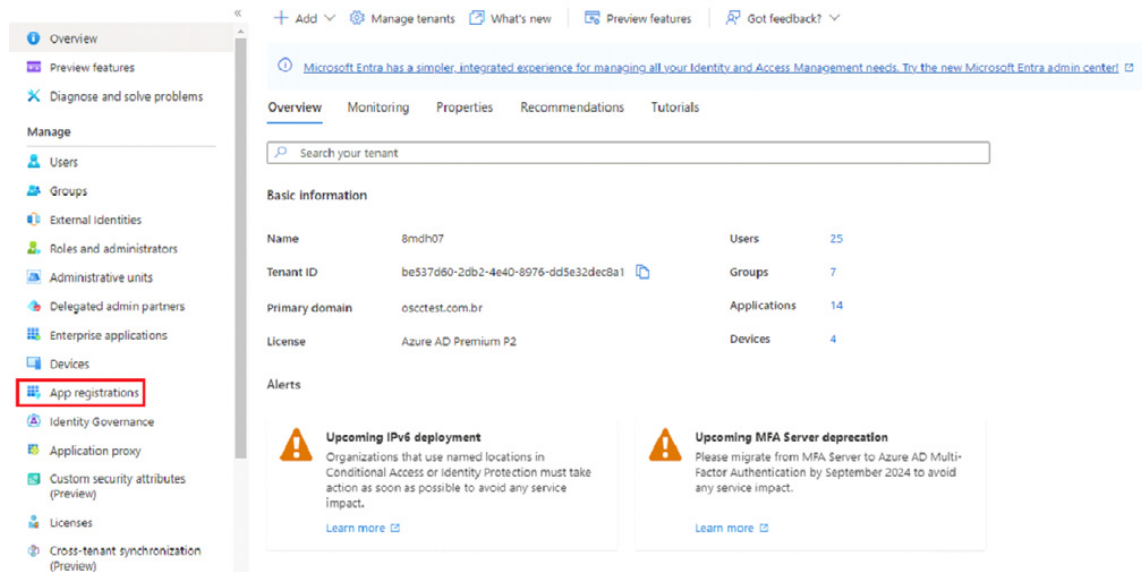 «
Add
Manage tenants
What's new
Preview features
Got feedback?
Overview
Preview features
Diagnose and solve problems
Manage
Users
Groups
External Identities
Roles and administrators
Administrative units
Delegated admin partners
Enterprise applications
Devices
App registrations
Identity Governance
Application proxy
Custom security attributes
(Preview)
Licenses
Cross-tenant synchronization
(Preview)
Microsoft Entra has a simpler, integrated experience for managing all your Identity and Access Management needs. Try the new Microsoft Entra admin center!
Overview Monitoring Properties Recommendations Tutorials
Search your tenant
Basic information
Name 8mdh07 Users 25
Tenant ID be537d60-2db2-4e40-8976-dd5e32dec8a1 Groups 7
Primary domain oscctest.com.br Applications 14
License Azure AD Premium P2 Devices 4
Alerts
Upcoming IPv6 deployment
Organizations that use named locations in
Conditional Access or Identity Protection must take
action as soon as possible to avoid any service
impact.
Learn more
Upcoming MFA Server deprecation
Please migrate from MFA Server to Azure AD Multi-
Factor Authentication by September 2024 to avoid
any service impact.
Learn more